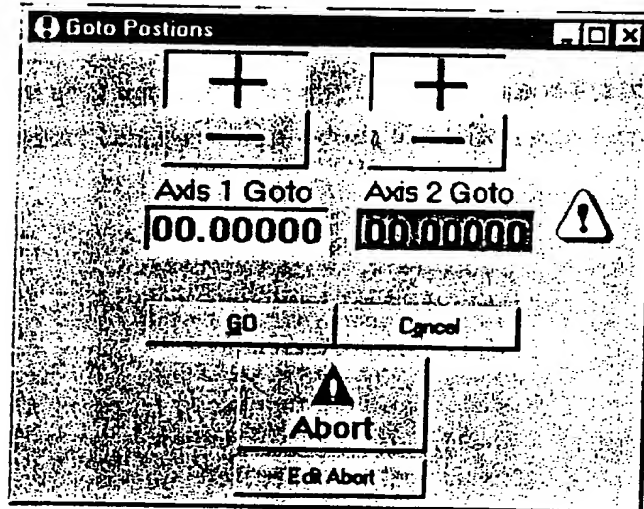 Goto Postions
+ +
— —
Axis 1 Goto Axis 2 Goto
00.00000 00.00000
GO Cancel
Abort
Edit Abort